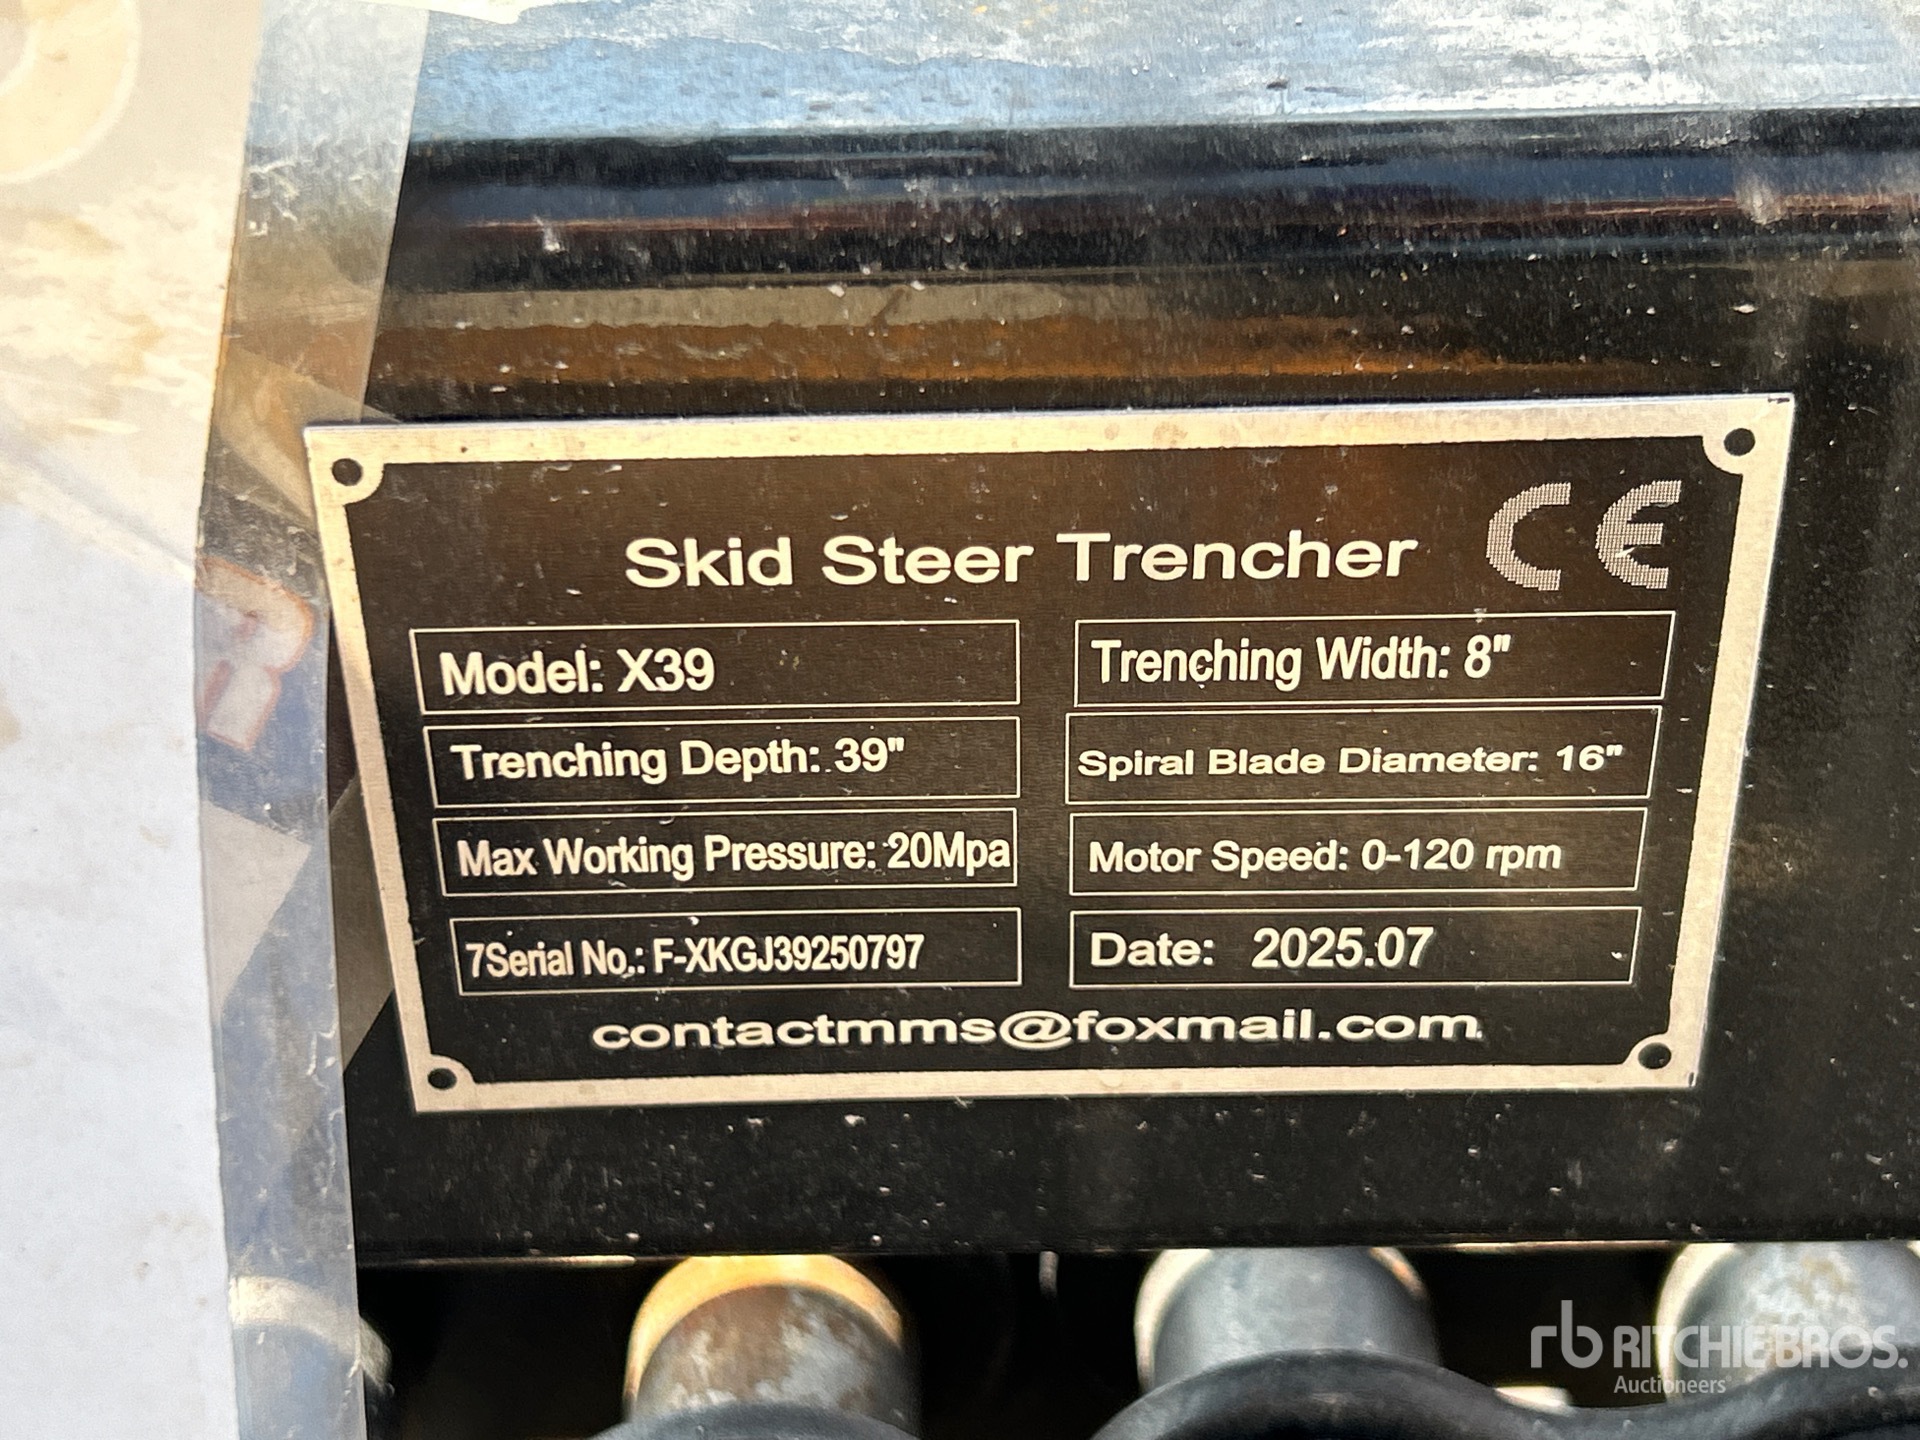 Skid Steer Trencher CE
Model: X39
Trenching Width: 8"
Trenching Depth: 39"
Spiral Blade Diameter: 16"
Max Working Pressure: 20Mpa
Motor Speed: 0-120 rpm
7Serial No.: F-XKGJ39250797
Date: 2025.07
contactmms@foxmail.com
rb RITCHIE BROS.
Auctioneers